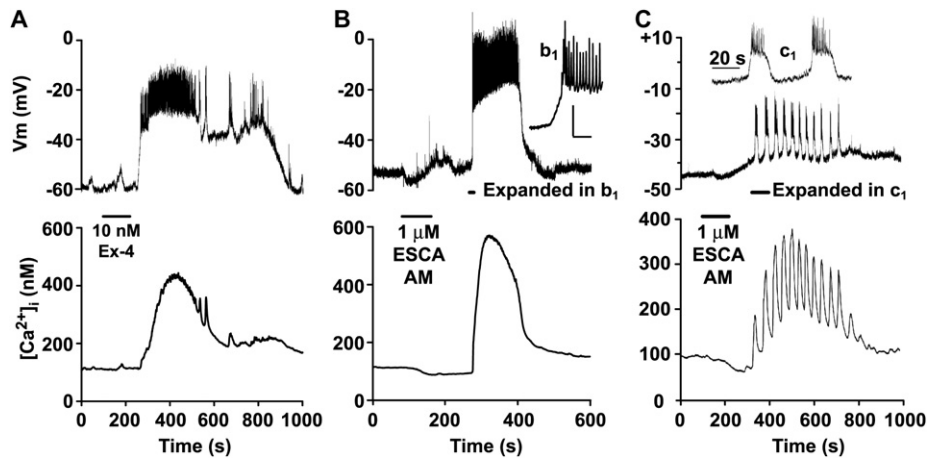 A
B
C
Vm (mV)
0
-20
-40
-60
0
-20
-40
-60
b1
Expanded in b1
+10
-10
-30
-50
20 s
c1
Expanded in c1
[Ca2+]i (nM)
600
400
200
0
10 nM
Ex-4
0 200 400 600 800 1000
Time (s)
600
400
200
0
1 µM
ESCA
AM
0 200 400 600
Time (s)
400
300
200
100
0
1 µM
ESCA
AM
0 200 400 600 800 1000
Time (s)